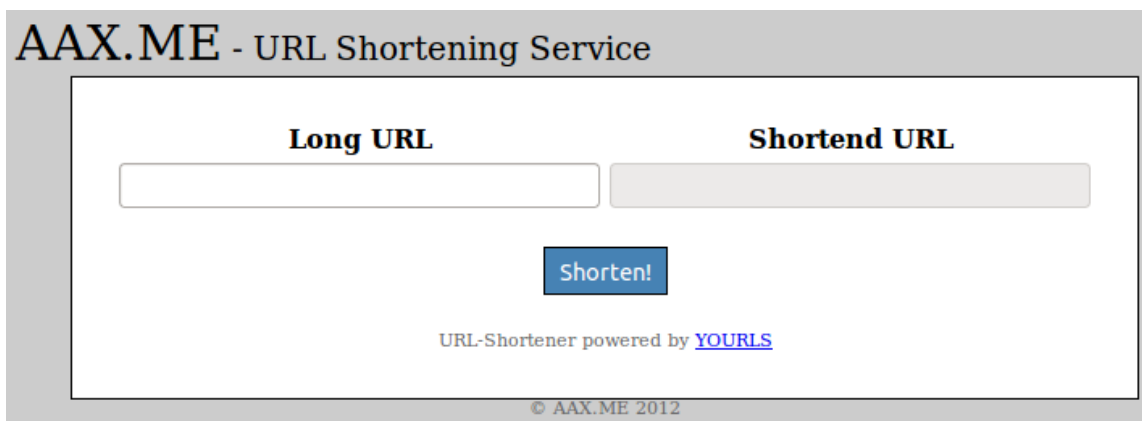 AAX.ME - URL Shortening Service
Long URL Shortend URL
Shorten!
URL-Shortener powered by YOURLS
© AAX.ME 2012